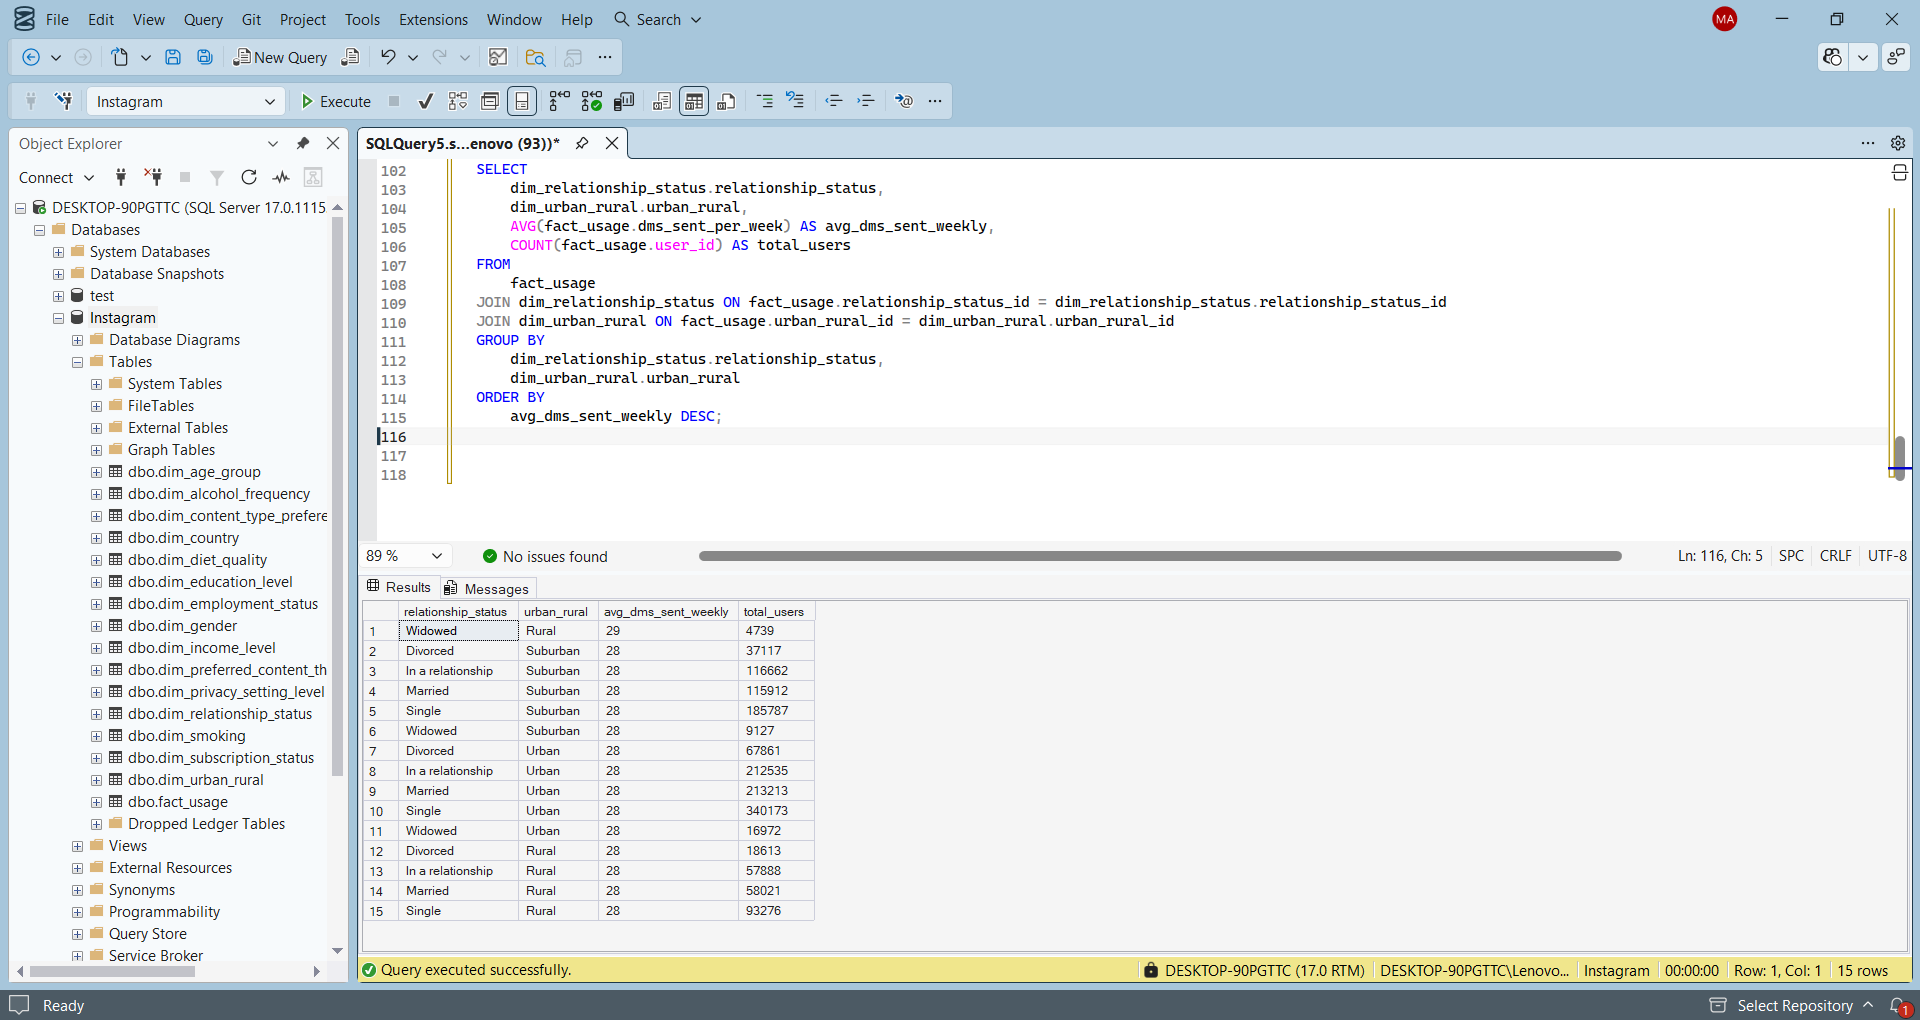 File Edit View Query Git Project Tools Extensions Window Help Search MA
New Query
Instagram Execute
Object Explorer
Connect
DESKTOP-90PGTTC (SQL Server 17.0.1115
Databases
System Databases
Database Snapshots
test
Instagram
Database Diagrams
Tables
System Tables
FileTables
External Tables
Graph Tables
dbo.dim_age_group
dbo.dim_alcohol_frequency
dbo.dim_content_type_prefere
dbo.dim_country
dbo.dim_diet_quality
dbo.dim_education_level
dbo.dim_employment_status
dbo.dim_gender
dbo.dim_income_level
dbo.dim_preferred_content_th
dbo.dim_privacy_setting_level
dbo.dim_relationship_status
dbo.dim_smoking
dbo.dim_subscription_status
dbo.dim_urban_rural
dbo.fact_usage
Dropped Ledger Tables
Views
External Resources
Synonyms
Programmability
Query Store
Service Broker
SQLQuery5.s...enovo (93))*
102 SELECT
103 dim_relationship_status.relationship_status,
104 dim_urban_rural.urban_rural,
105 AVG(fact_usage.dms_sent_per_week) AS avg_dms_sent_weekly,
106 COUNT(fact_usage.user_id) AS total_users
107 FROM
108 fact_usage
109 JOIN dim_relationship_status ON fact_usage.relationship_status_id = dim_relationship_status.relationship_status_id
110 JOIN dim_urban_rural ON fact_usage.urban_rural_id = dim_urban_rural.urban_rural_id
111 GROUP BY
112 dim_relationship_status.relationship_status,
113 dim_urban_rural.urban_rural
114 ORDER BY
115 avg_dms_sent_weekly DESC;
116
117
118
89 % No issues found Ln: 116, Ch: 5 SPC CRLF UTF-8
Results Messages
relationship_status urban_rural avg_dms_sent_weekly total_users
1 Widowed Rural 29 4739
2 Divorced Suburban 28 37117
3 In a relationship Suburban 28 116662
4 Married Suburban 28 115912
5 Single Suburban 28 185787
6 Widowed Suburban 28 9127
7 Divorced Urban 28 67861
8 In a relationship Urban 28 212535
9 Married Urban 28 213213
10 Single Urban 28 340173
11 Widowed Urban 28 16972
12 Divorced Rural 28 18613
13 In a relationship Rural 28 57888
14 Married Rural 28 58021
15 Single Rural 28 93276
Query executed successfully. DESKTOP-90PGTTC (17.0 RTM) DESKTOP-90PGTTC\Lenovo... Instagram 00:00:00 Row: 1, Col: 1 15 rows
Ready Select Repository 1